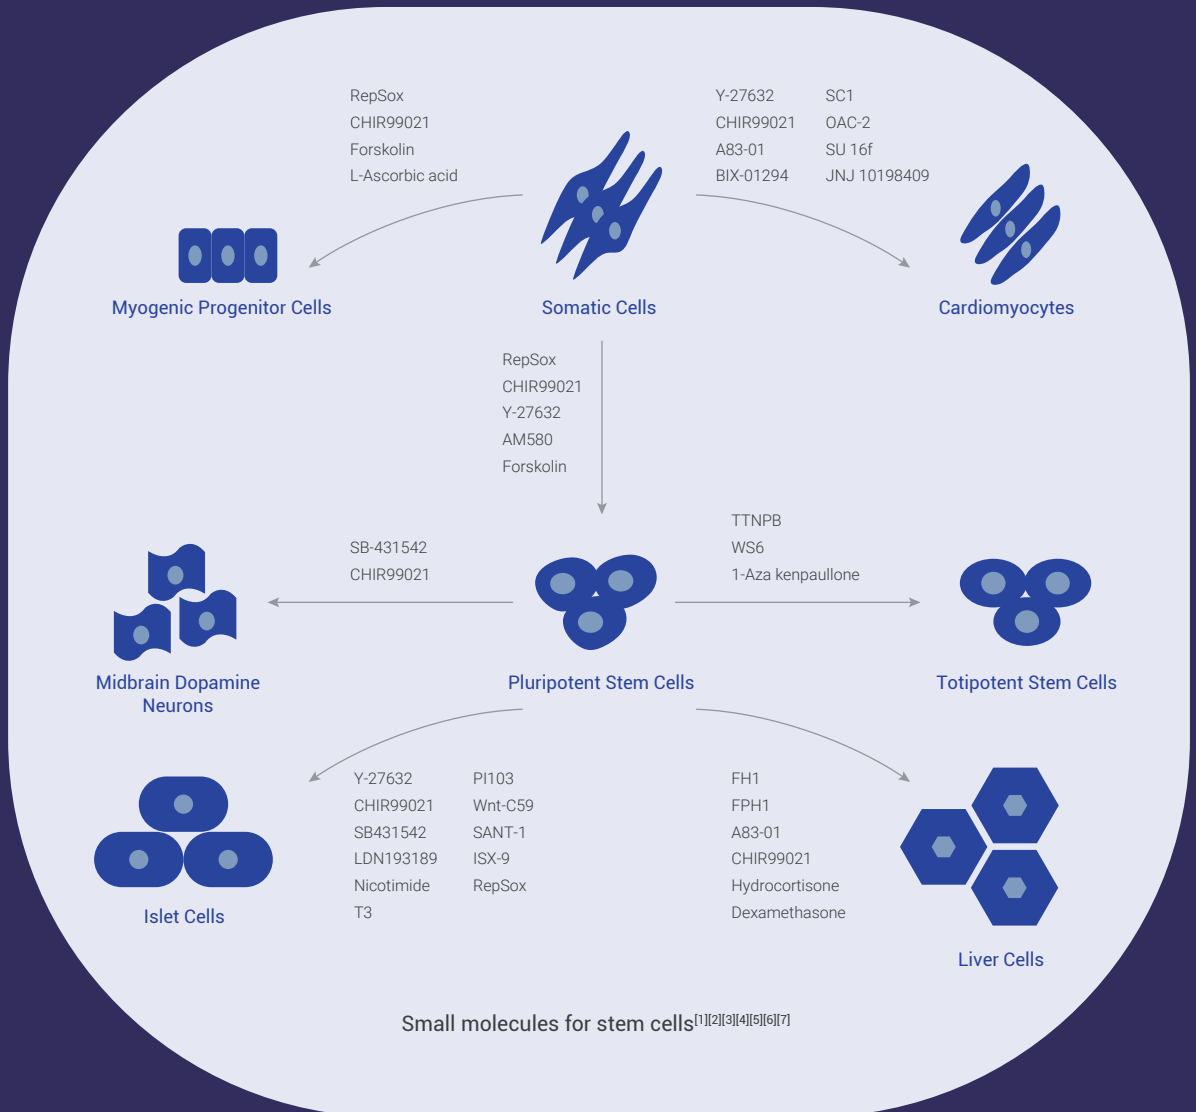 RepSox
CHIR99021
Forskolin
L-Ascorbic acid
Y-27632
CHIR99021
A83-01
BIX-01294
SC1
OAC-2
SU 16f
JNJ 10198409
Myogenic Progenitor Cells
Somatic Cells
Cardiomyocytes
RepSox
CHIR99021
Y-27632
AM580
Forskolin
SB-431542
CHIR99021
TTNPB
WS6
1-Aza kenpaullone
Midbrain Dopamine
Neurons
Pluripotent Stem Cells
Totipotent Stem Cells
Y-27632
CHIR99021
SB431542
LDN193189
Nicotimide
T3
PI103
Wnt-C59
SANT-1
ISX-9
RepSox
FH1
FPH1
A83-01
CHIR99021
Hydrocortisone
Dexamethasone
Islet Cells
Liver Cells
Small molecules for stem cells[1][2][3][4][5][6][7]